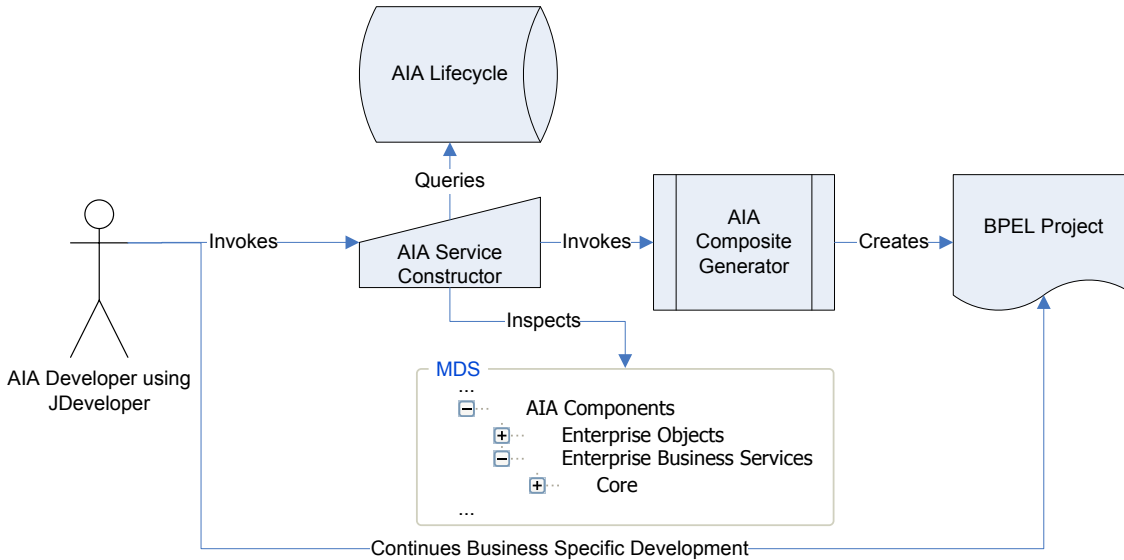 AIA Lifecycle
Queries
Invokes
AIA Service
Constructor
Invokes
AIA
Composite
Generator
Creates
BPEL Project
Inspects
AIA Developer using
JDeveloper
MDS
...
AIA Components
Enterprise Objects
Enterprise Business Services
Core
...
Continues Business Specific Development